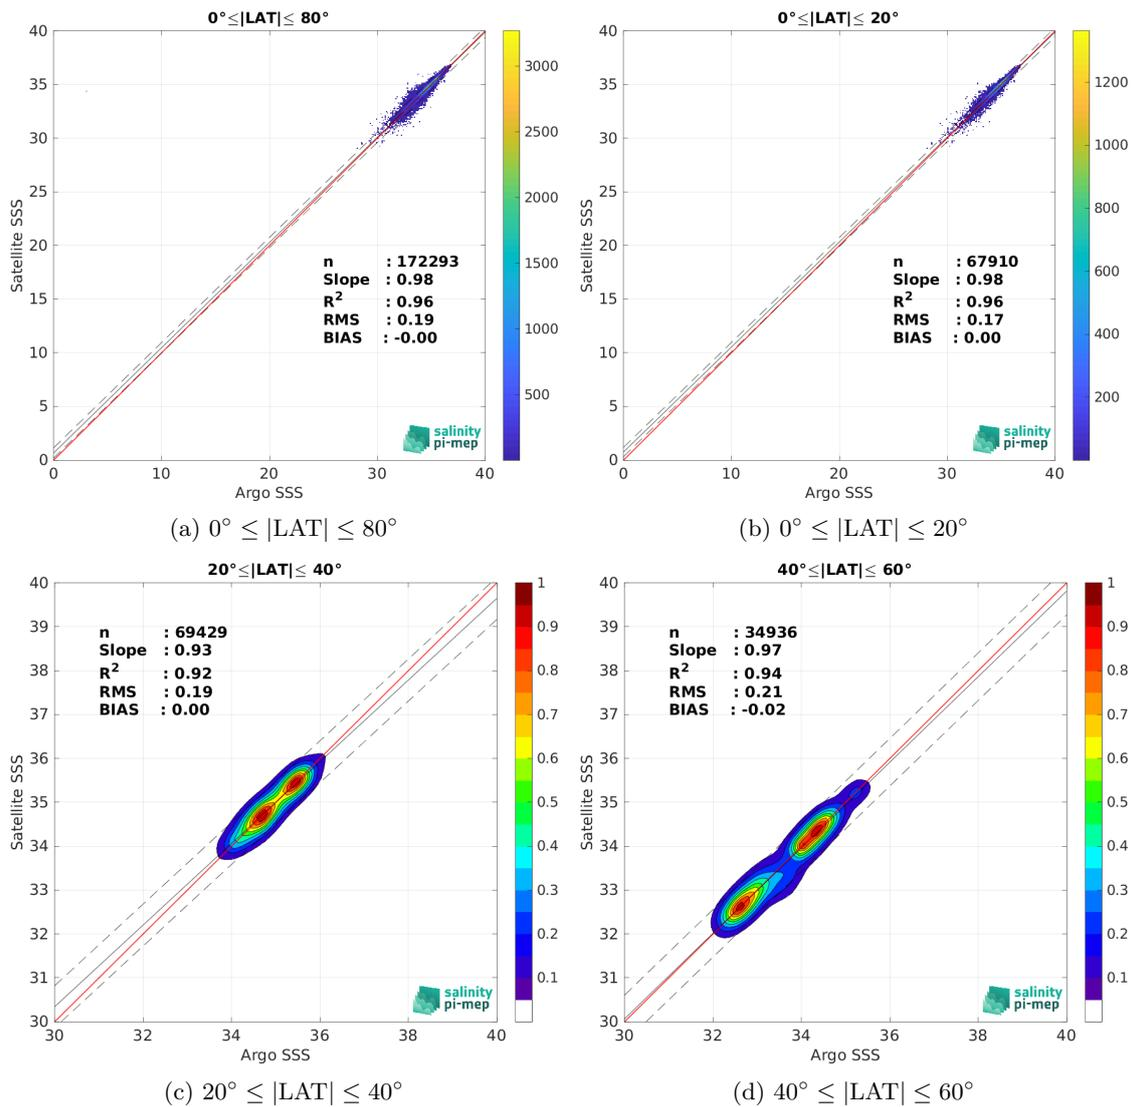 0°≤|LAT|≤ 80°
40
35
30
25
20
15
10
5
0
Satellite SSS
n : 172293
Slope : 0.98
R² : 0.96
RMS : 0.19
BIAS : -0.00
salinity
pi-mep
0 10 20 30 40
Argo SSS
3000
2500
2000
1500
1000
500
(a) 0° ≤ |LAT| ≤ 80°
0°≤|LAT|≤ 20°
40
35
30
25
20
15
10
5
0
Satellite SSS
n : 67910
Slope : 0.98
R² : 0.96
RMS : 0.17
BIAS : 0.00
salinity
pi-mep
0 10 20 30 40
Argo SSS
1200
1000
800
600
400
200
(b) 0° ≤ |LAT| ≤ 20°
20°≤|LAT|≤ 40°
40
39
38
37
36
35
34
33
32
31
30
Satellite SSS
n : 69429
Slope : 0.93
R² : 0.92
RMS : 0.19
BIAS : 0.00
salinity
pi-mep
30 32 34 36 38 40
Argo SSS
1
0.9
0.8
0.7
0.6
0.5
0.4
0.3
0.2
0.1
(c) 20° ≤ |LAT| ≤ 40°
40°≤|LAT|≤ 60°
40
39
38
37
36
35
34
33
32
31
30
Satellite SSS
n : 34936
Slope : 0.97
R² : 0.94
RMS : 0.21
BIAS : -0.02
salinity
pi-mep
30 32 34 36 38 40
Argo SSS
1
0.9
0.8
0.7
0.6
0.5
0.4
0.3
0.2
0.1
(d) 40° ≤ |LAT| ≤ 60°